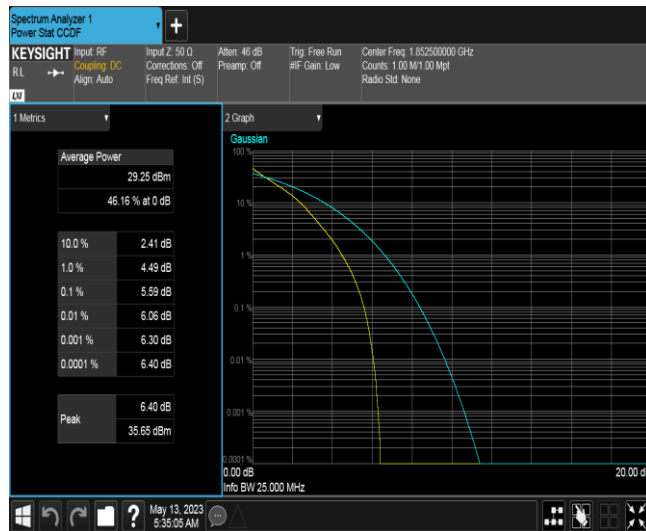 Spectrum Analyzer 1
Power Stat CCDF
+
KEYSIGHT
RL
LXI
Input: RF
Coupling: DC
Align: Auto
Input Z: 50 Ω
Corrections: Off
Freq Ref: Int (S)
Atten: 46 dB
Preamp: Off
Trig: Free Run
#IF Gain: Low
Center Freq: 1.852500000 GHz
Counts: 1.00 M/1.00 Mpt
Radio Std: None
1 Metrics
Average Power
29.25 dBm
46.16 % at 0 dB
10.0 % 2.41 dB
1.0 % 4.49 dB
0.1 % 5.59 dB
0.01 % 6.06 dB
0.001 % 6.30 dB
0.0001 % 6.40 dB
Peak
6.40 dB
35.65 dBm
2 Graph
Gaussian
100 %
10 %
1 %
0.1 %
0.01 %
0.001 %
0.0001 %
0.00 dB
20.00 d
Info BW 25.000 MHz
?
May 13, 2023
5:35:05 AM